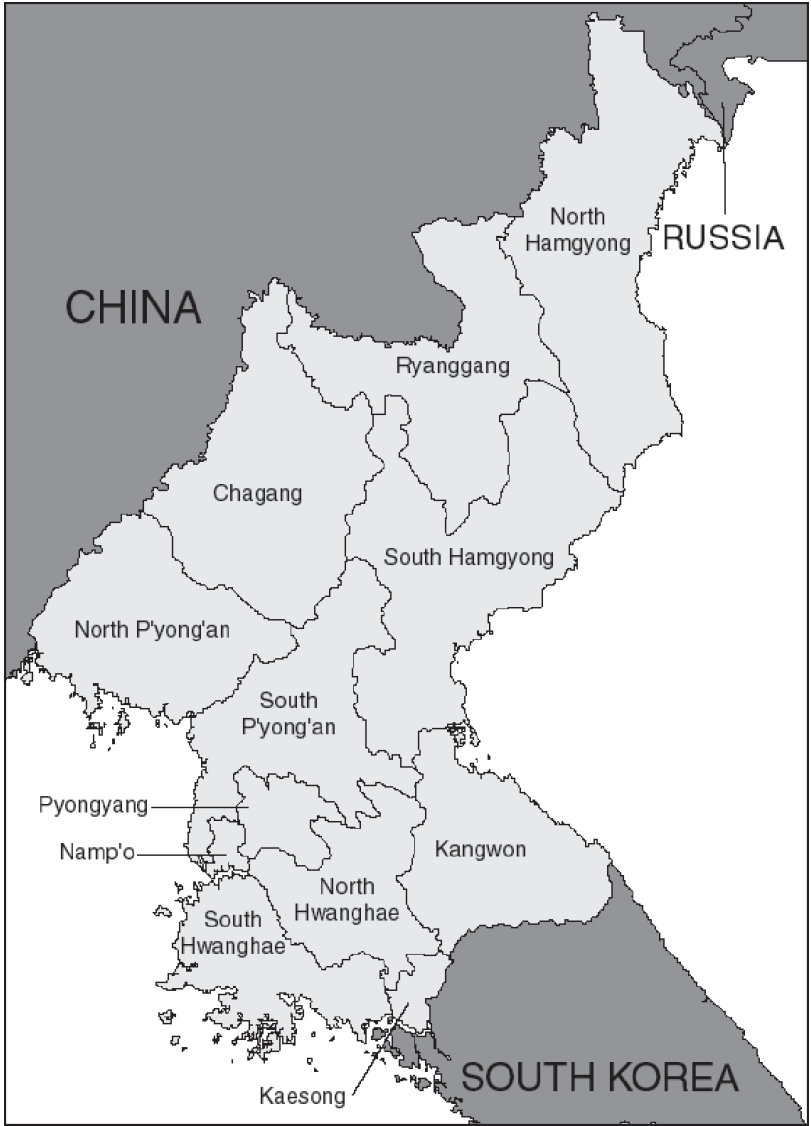 North
Hamgyong
RUSSIA
CHINA
Ryanggang
Chagang
South Hamgyong
North P'yong'an
South
P'yong'an
Pyongyang
Namp'o
Kangwon
North
Hwanghae
South
Hwanghae
Kaesong
SOUTH KOREA